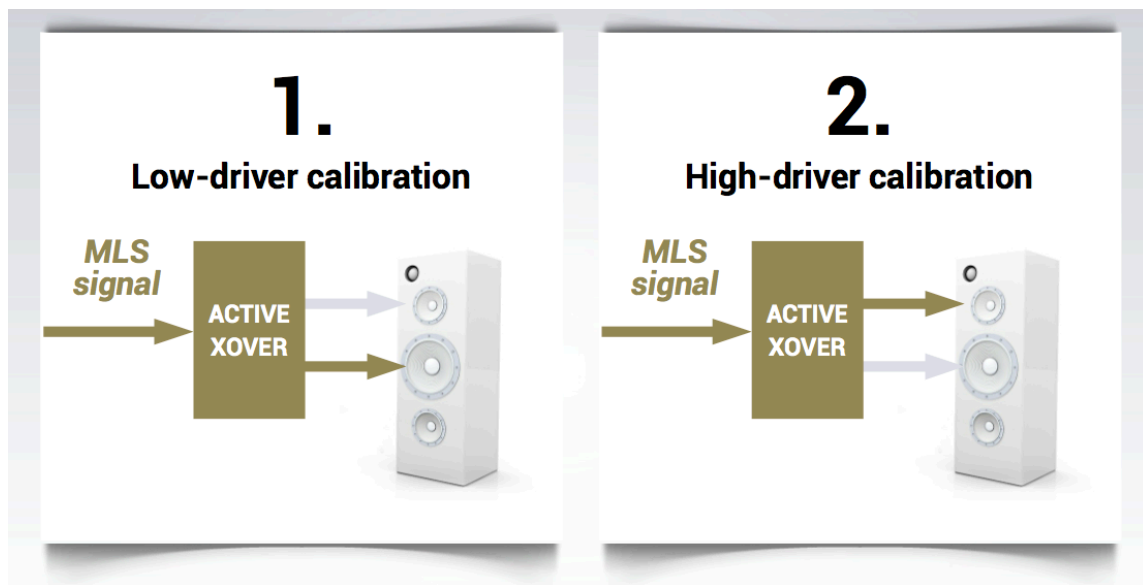 1.
Low-driver calibration
MLS
signal
ACTIVE
XOVER
2.
High-driver calibration
MLS
signal
ACTIVE
XOVER